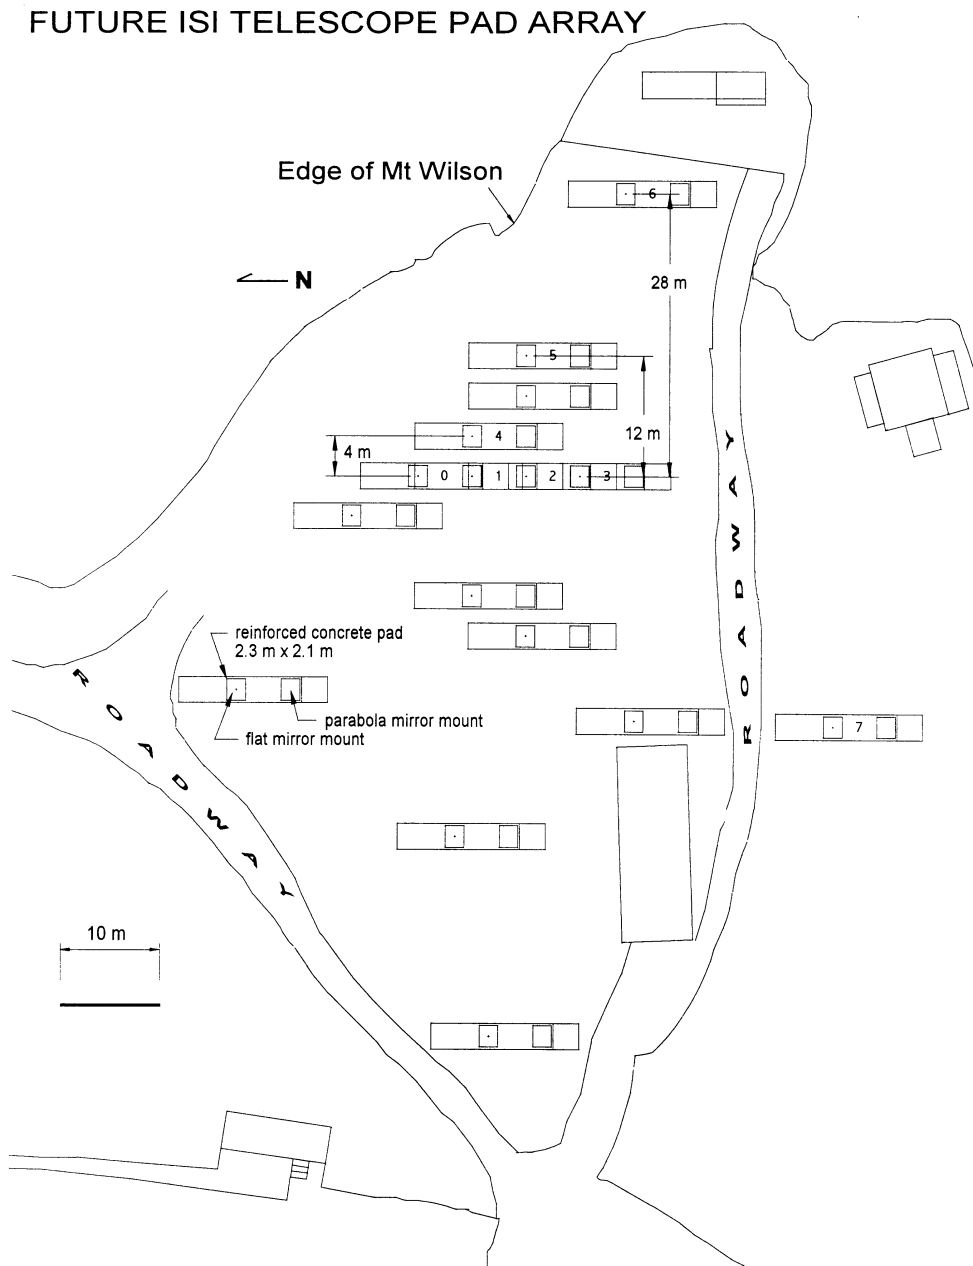 FUTURE ISI TELESCOPE PAD ARRAY
Edge of Mt Wilson
6
N
28 m
5
12 m
4
4 m
0 1 2 3
ROADWAY
reinforced concrete pad
2.3 m x 2.1 m
parabola mirror mount
flat mirror mount
7
ROADWAY
10 m